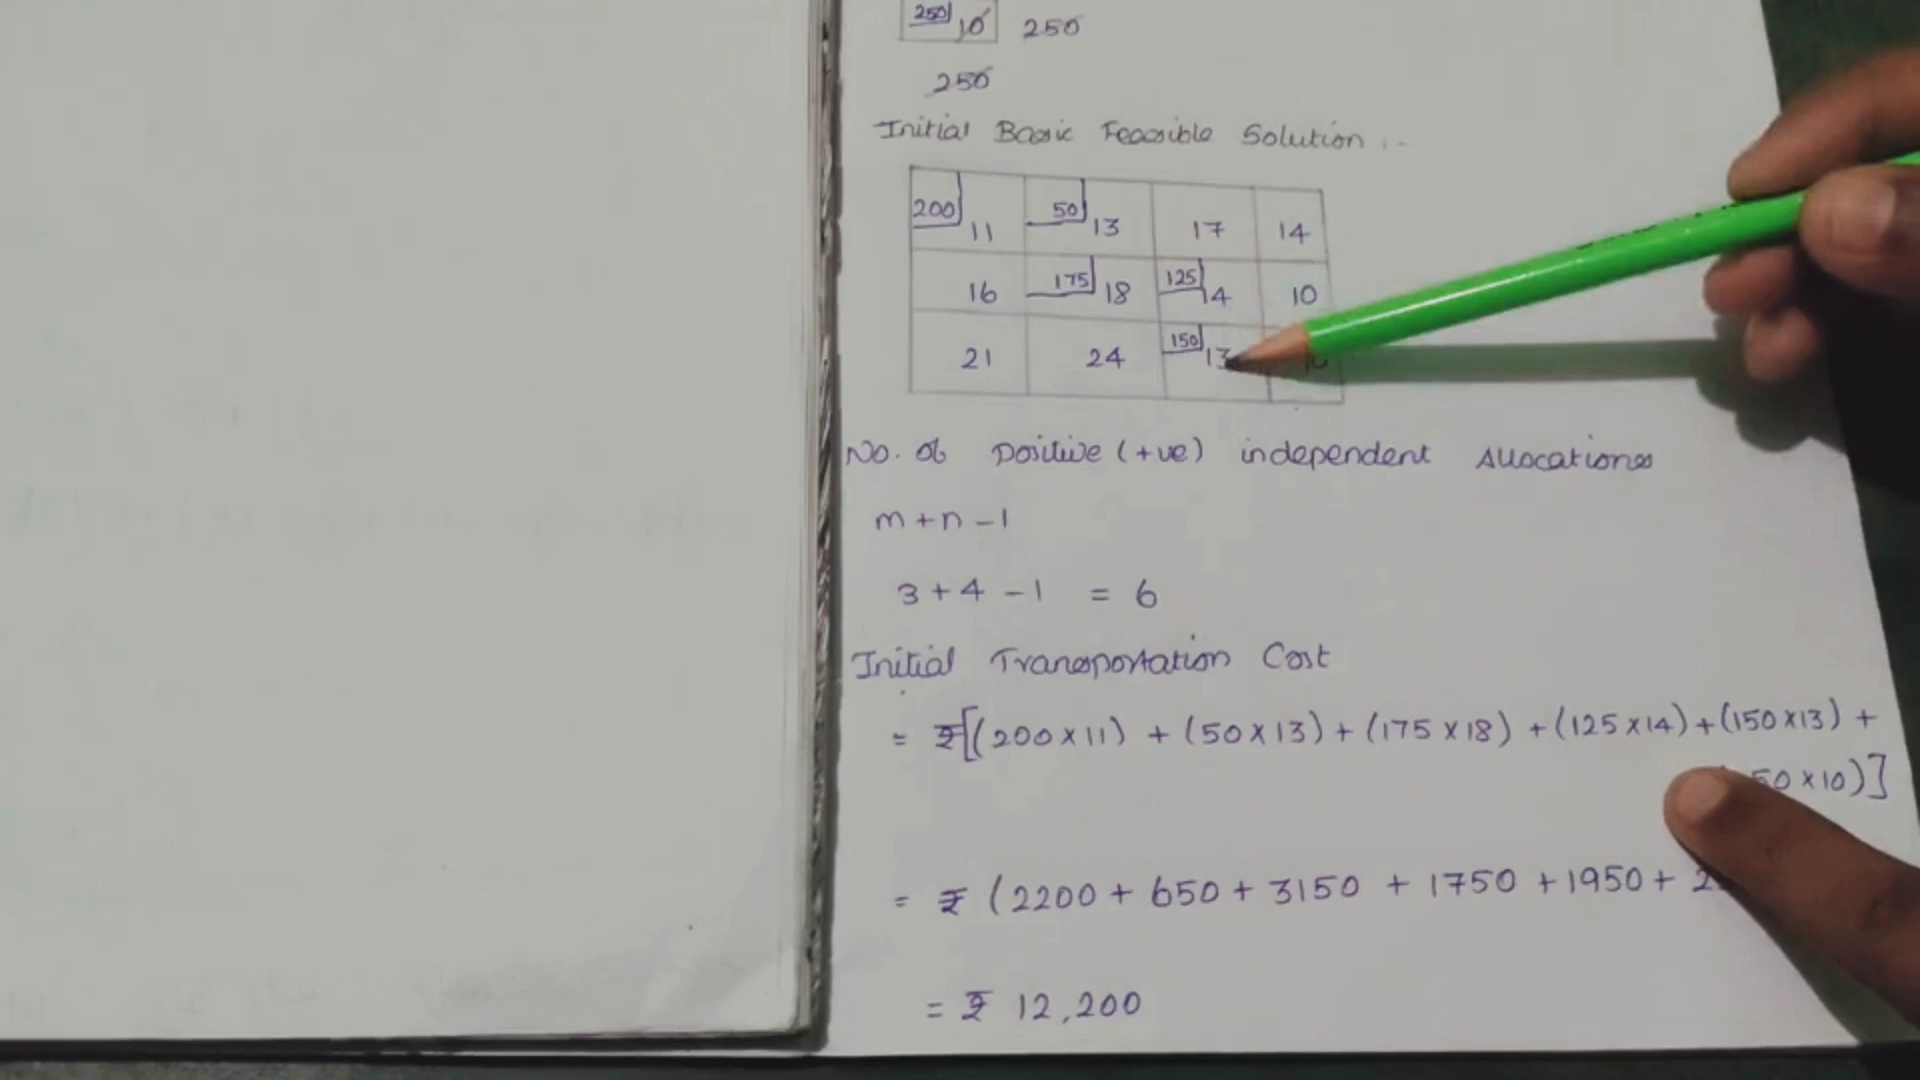 250 10 250
250
Initial Basic Feasible Solution :-
200 11 50 13 17 14
16 175 18 125 14 10
21 24 150 13
No. of Positive (+ve) independent Allocations
m+n-1
3+4-1 = 6
Initial Transportation Cost
= ₹[(200×11) + (50×13) + (175×18) + (125×14) + (150×13) +
50×10)]
= ₹ (2200 + 650 + 3150 + 1750 + 1950 + 2
= ₹ 12,200